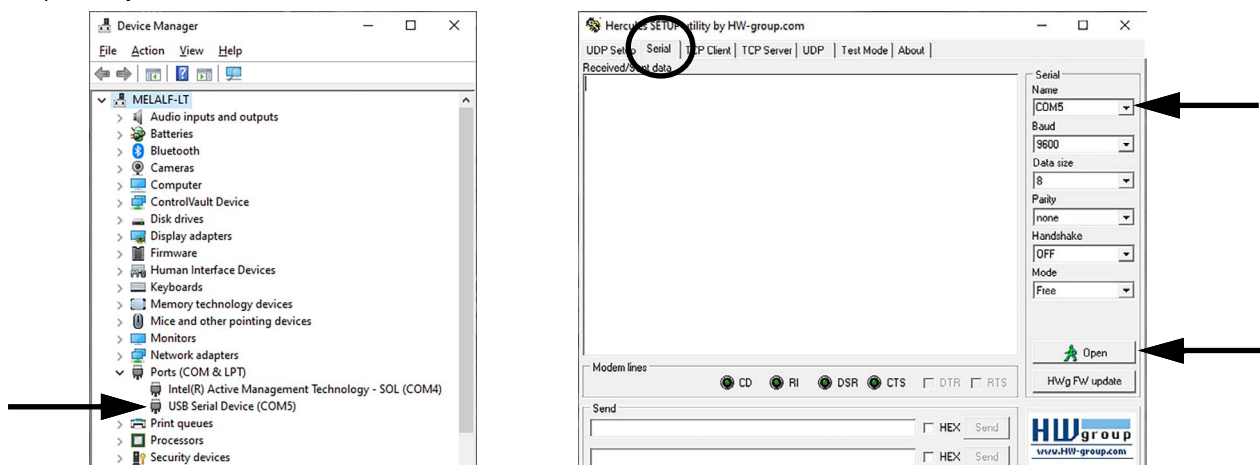 Device Manager
File Action View Help
MELALF-LT
Audio inputs and outputs
Batteries
Bluetooth
Cameras
Computer
ControlVault Device
Disk drives
Display adapters
Firmware
Human Interface Devices
Keyboards
Memory technology devices
Mice and other pointing devices
Monitors
Network adapters
Ports (COM & LPT)
Intel(R) Active Management Technology - SOL (COM4)
USB Serial Device (COM5)
Print queues
Processors
Security devices
Hercules SETUP utility by HW-group.com
UDP Setup Serial TCP Client TCP Server UDP Test Mode About
Received/Sent data
Serial
Name
COM5
Baud
9600
Data size
8
Parity
none
Handshake
OFF
Mode
Free
Open
HWg FW update
Modem lines
CD RI DSR CTS DTR RTS
Send
HEX Send
HEX Send
HW group
www.HW-group.com